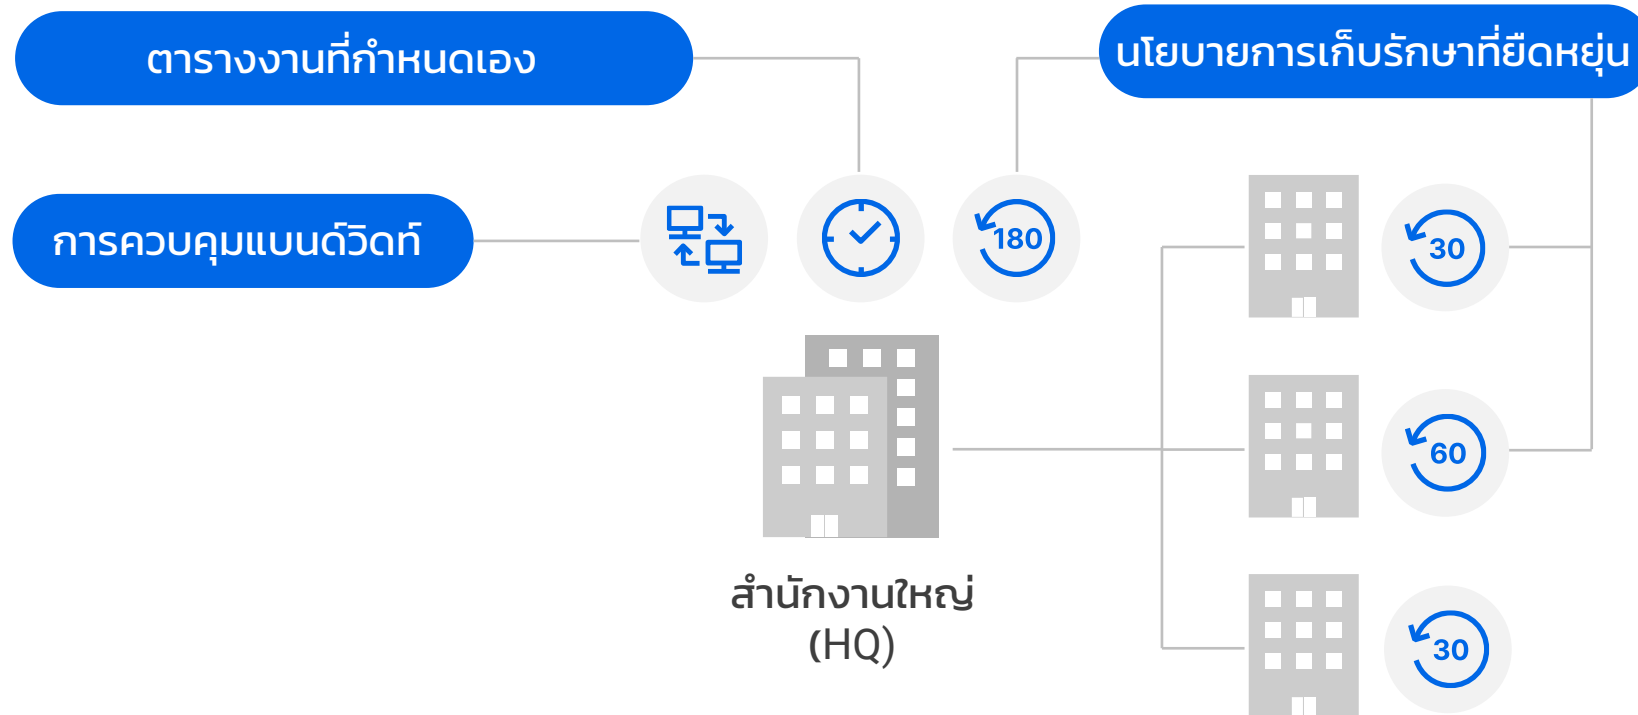 ตารางงานที่กำหนดเอง
นโยบายการเก็บรักษาที่ยืดหยุ่น
การควบคุมแบนด์วิดท์
180
30
60
สำนักงานใหญ่
(HQ)
30